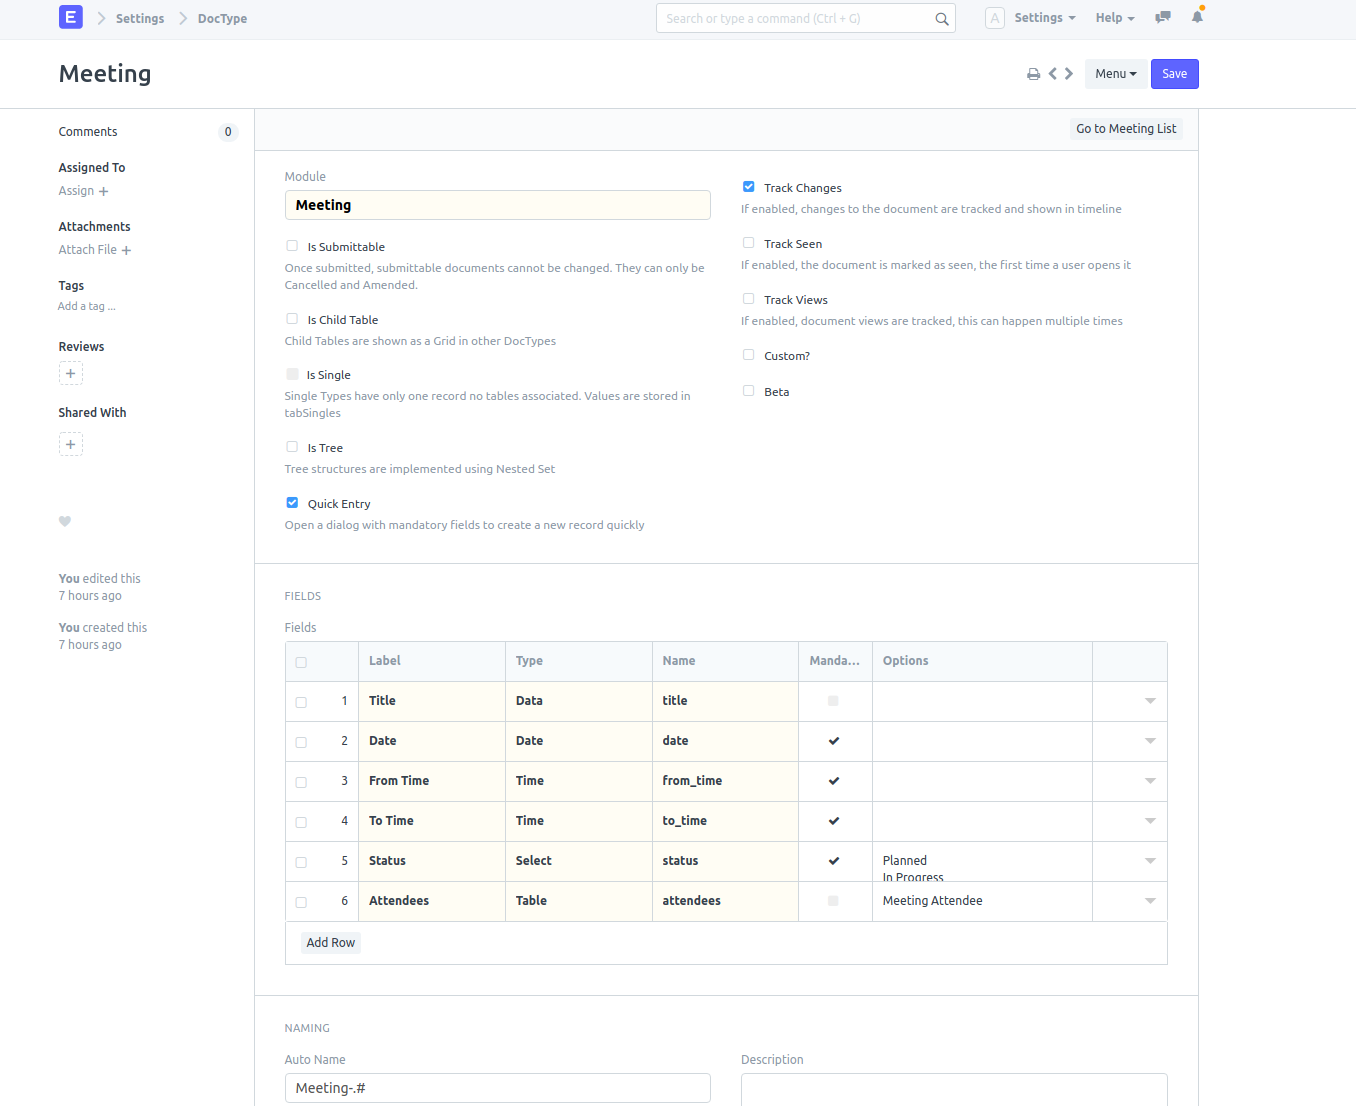 E
Settings
DocType
Search or type a command (Ctrl + G)
A
Settings
Help
Meeting
Menu
Save
Comments
0
Assigned To
Assign +
Attachments
Attach File +
Tags
Add a tag ...
Reviews
+
Shared With
+
You edited this
7 hours ago
You created this
7 hours ago
Go to Meeting List
Module
Meeting
Is Submittable
Once submitted, submittable documents cannot be changed. They can only be
Cancelled and Amended.
Is Child Table
Child Tables are shown as a Grid in other DocTypes
Is Single
Single Types have only one record no tables associated. Values are stored in
tabSingles
Is Tree
Tree structures are implemented using Nested Set
Quick Entry
Open a dialog with mandatory fields to create a new record quickly
Track Changes
If enabled, changes to the document are tracked and shown in timeline
Track Seen
If enabled, the document is marked as seen, the first time a user opens it
Track Views
If enabled, document views are tracked, this can happen multiple times
Custom?
Beta
FIELDS
Fields
Label Type Name Manda... Options
1 Title Data title
2 Date Date date
3 From Time Time from_time
4 To Time Time to_time
5 Status Select status Planned
In Progress
6 Attendees Table attendees Meeting Attendee
Add Row
NAMING
Auto Name
Meeting-.#
Description